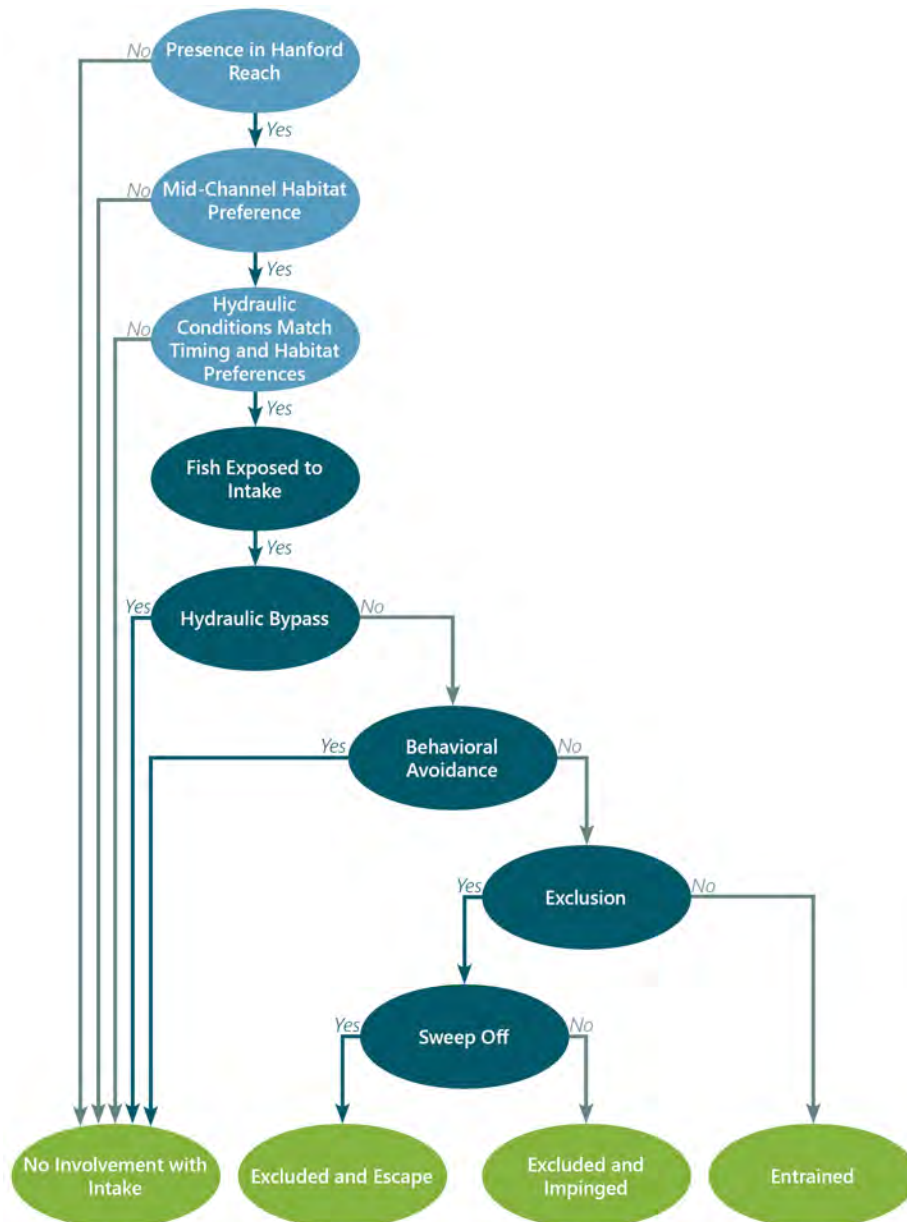 No
Presence in Hanford
Reach
Yes
No
Mid-Channel Habitat
Preference
Yes
No
Hydraulic
Conditions Match
Timing and Habitat
Preferences
Yes
Fish Exposed to
Intake
Yes
Yes
Hydraulic Bypass
No
Yes
Behavioral
Avoidance
No
Yes
Exclusion
No
Yes
Sweep Off
No
No Involvement with
Intake
Excluded and Escape
Excluded and
Impinged
Entrained